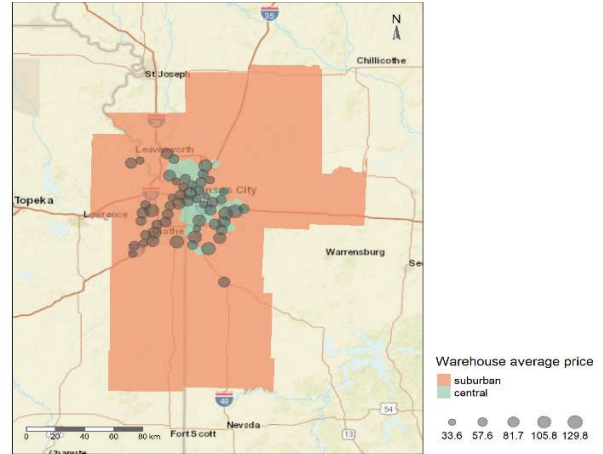 35
N
Chillicothe
St Joseph
Leavenworth
Kansas City
Topeka
Lawrence
Olathe
Warrensburg
Warehouse average price
suburban
central
49
54
Nevada
13
0 20 40 60 80 km
Fort Scott
33.6 57.6 81.7 105.8 129.8